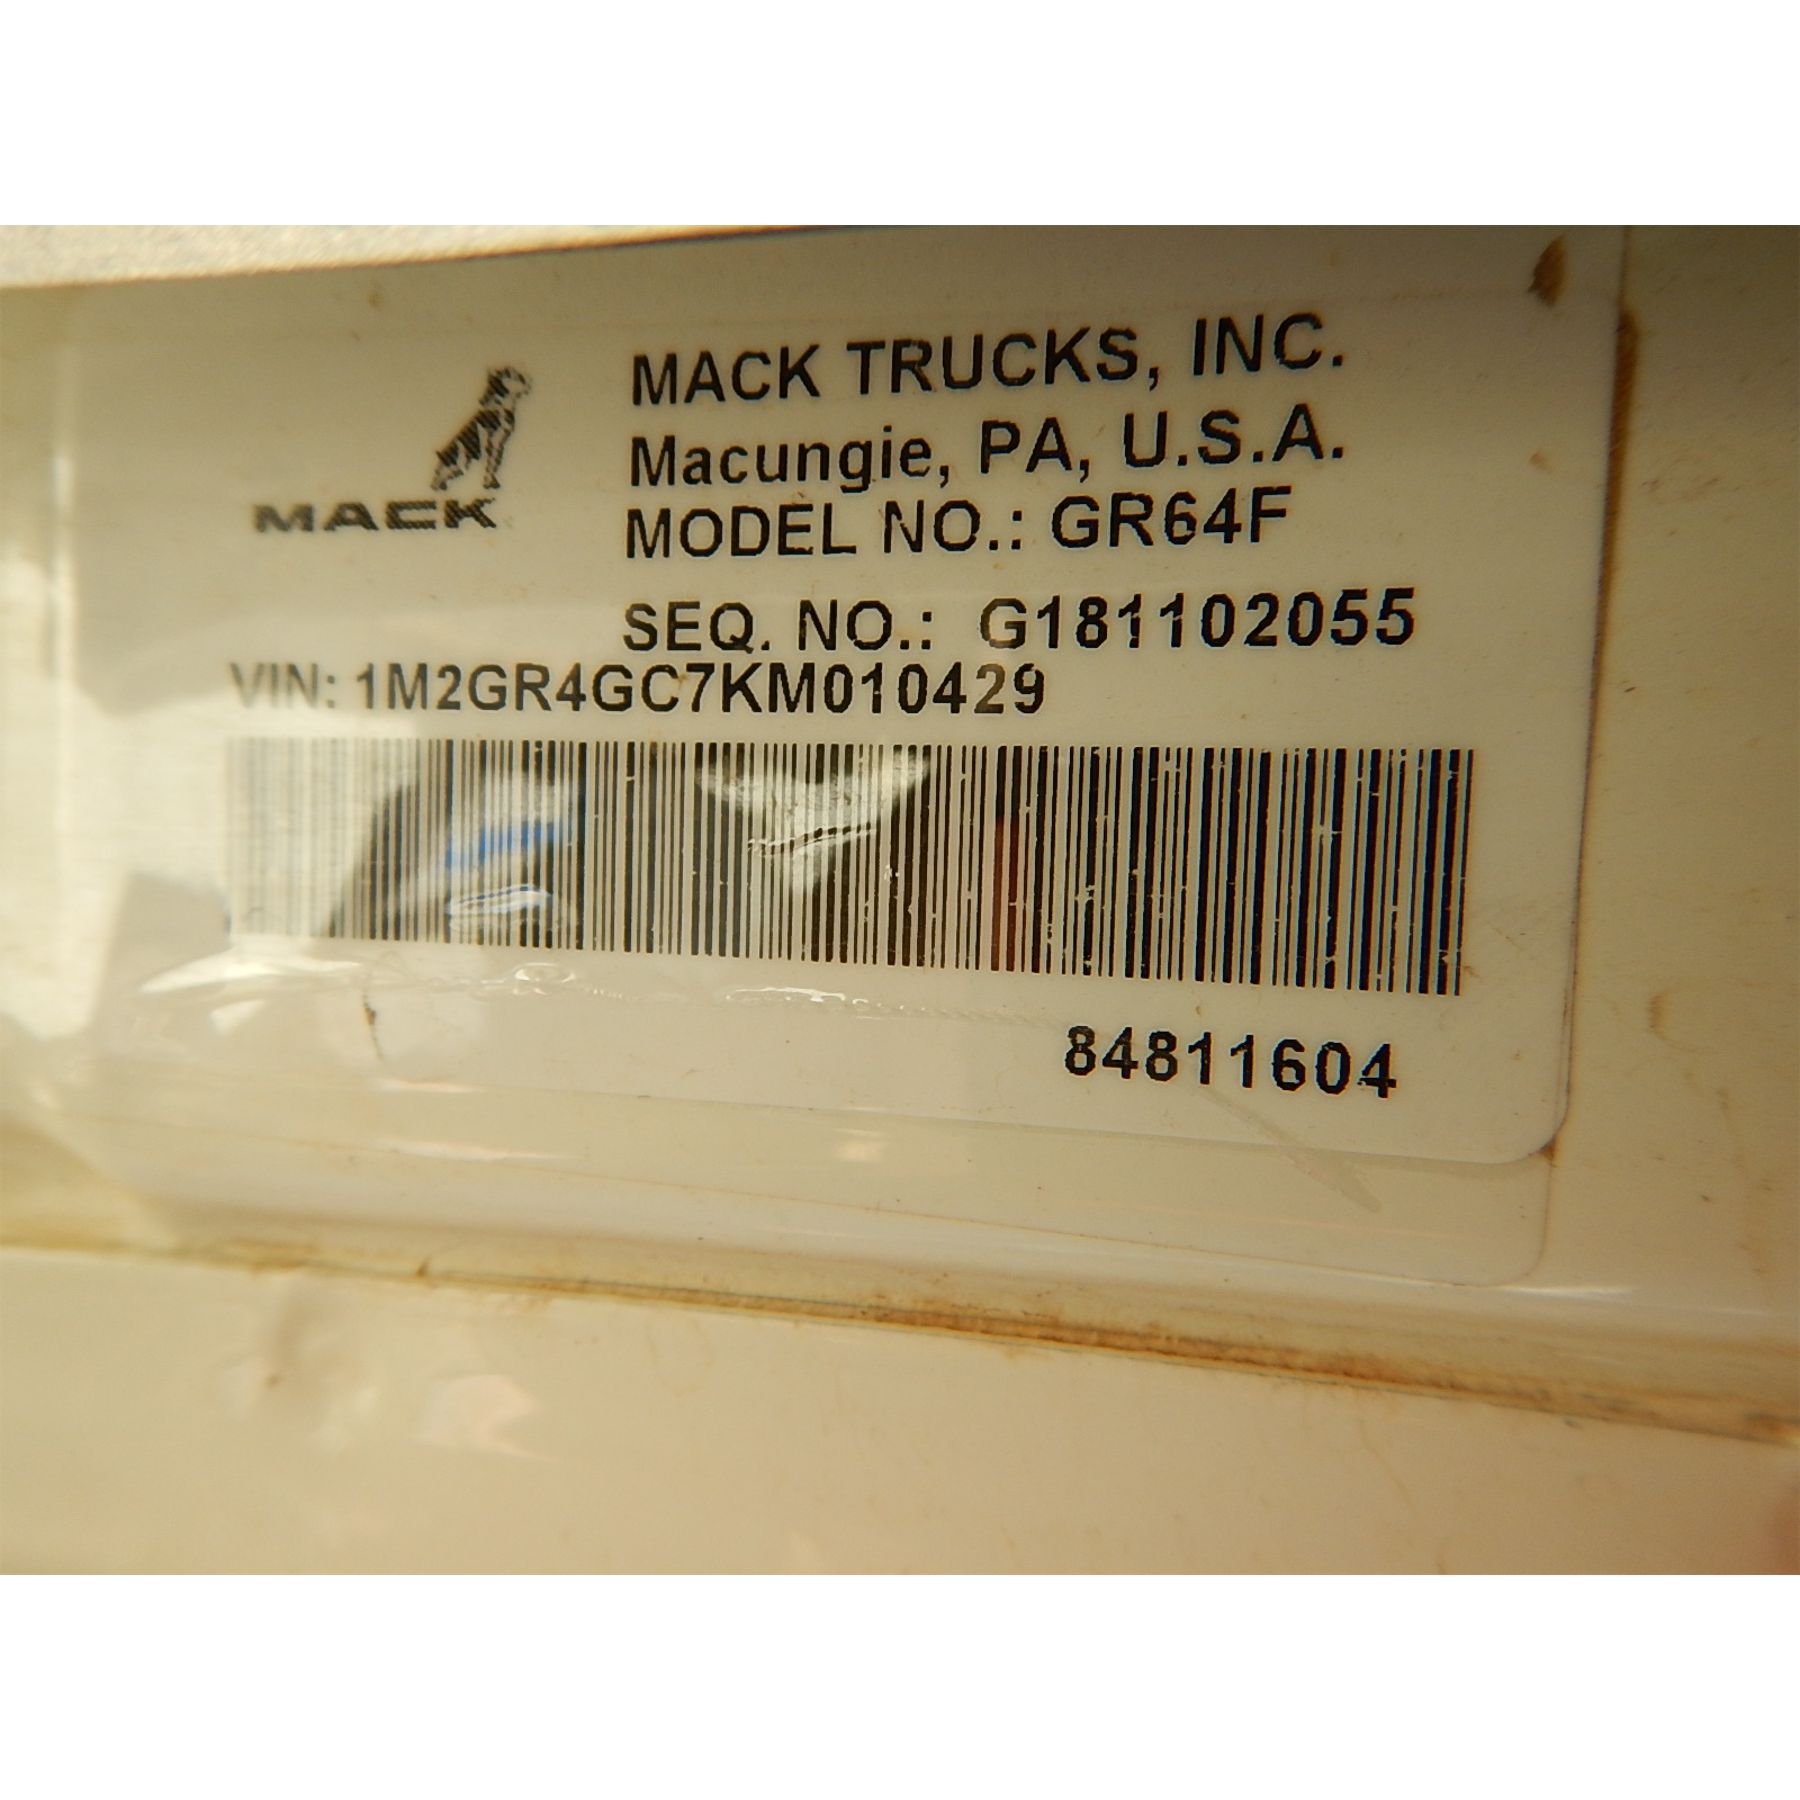 MACK TRUCKS, INC.
Macungie, PA, U.S.A.
MACK
MODEL NO.: GR64F
SEQ. NO.: G181102055
VIN: 1M2GR4GC7KM010429
84811604